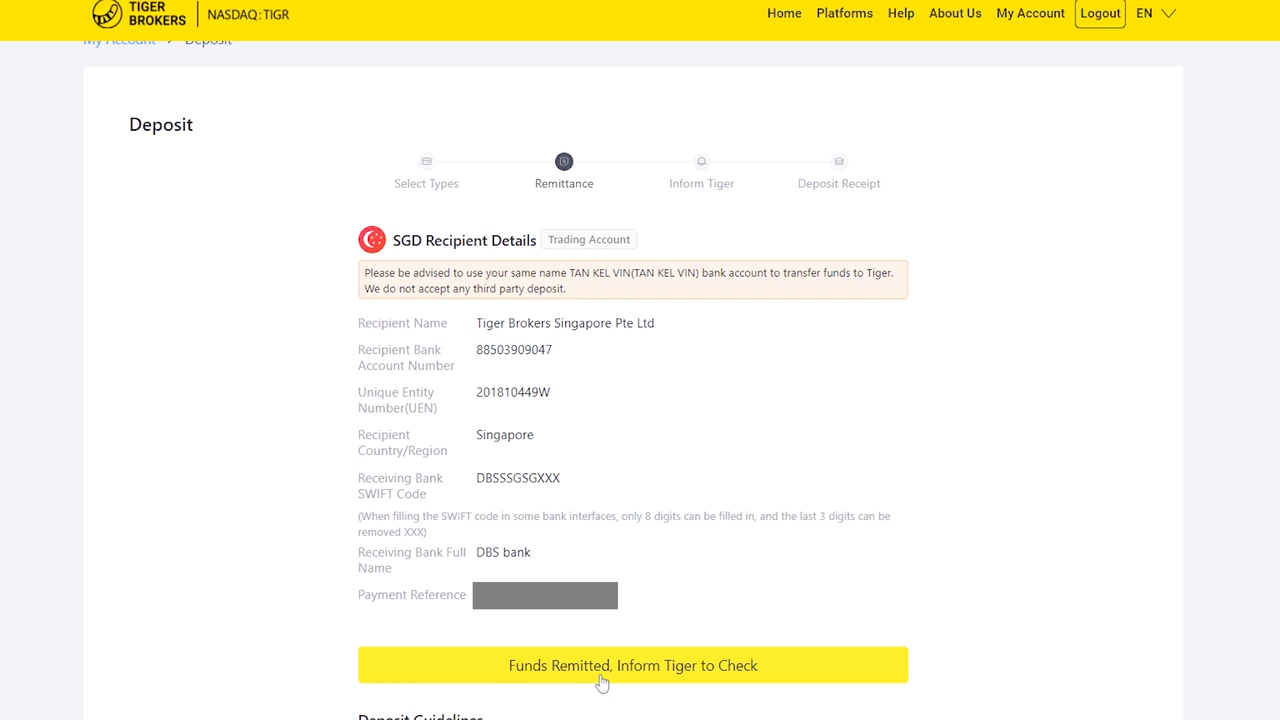 TIGER
BROKERS
NASDAQ:TIGR
Home Platforms Help About Us My Account Logout EN
My Account > Deposit
Deposit
Select Types Remittance Inform Tiger Deposit Receipt
SGD Recipient Details Trading Account
Please be advised to use your same name TAN KEL VIN(TAN KEL VIN) bank account to transfer funds to Tiger.
We do not accept any third party deposit.
Recipient Name Tiger Brokers Singapore Pte Ltd
Recipient Bank 88503909047
Account Number
Unique Entity 201810449W
Number(UEN)
Recipient Singapore
Country/Region
Receiving Bank DBSSSGSGXXX
SWIFT Code
(When filling the SWIFT code in some bank interfaces, only 8 digits can be filled in, and the last 3 digits can be
removed XXX)
Receiving Bank Full DBS bank
Name
Payment Reference
Funds Remitted, Inform Tiger to Check
Deposit Guidelines